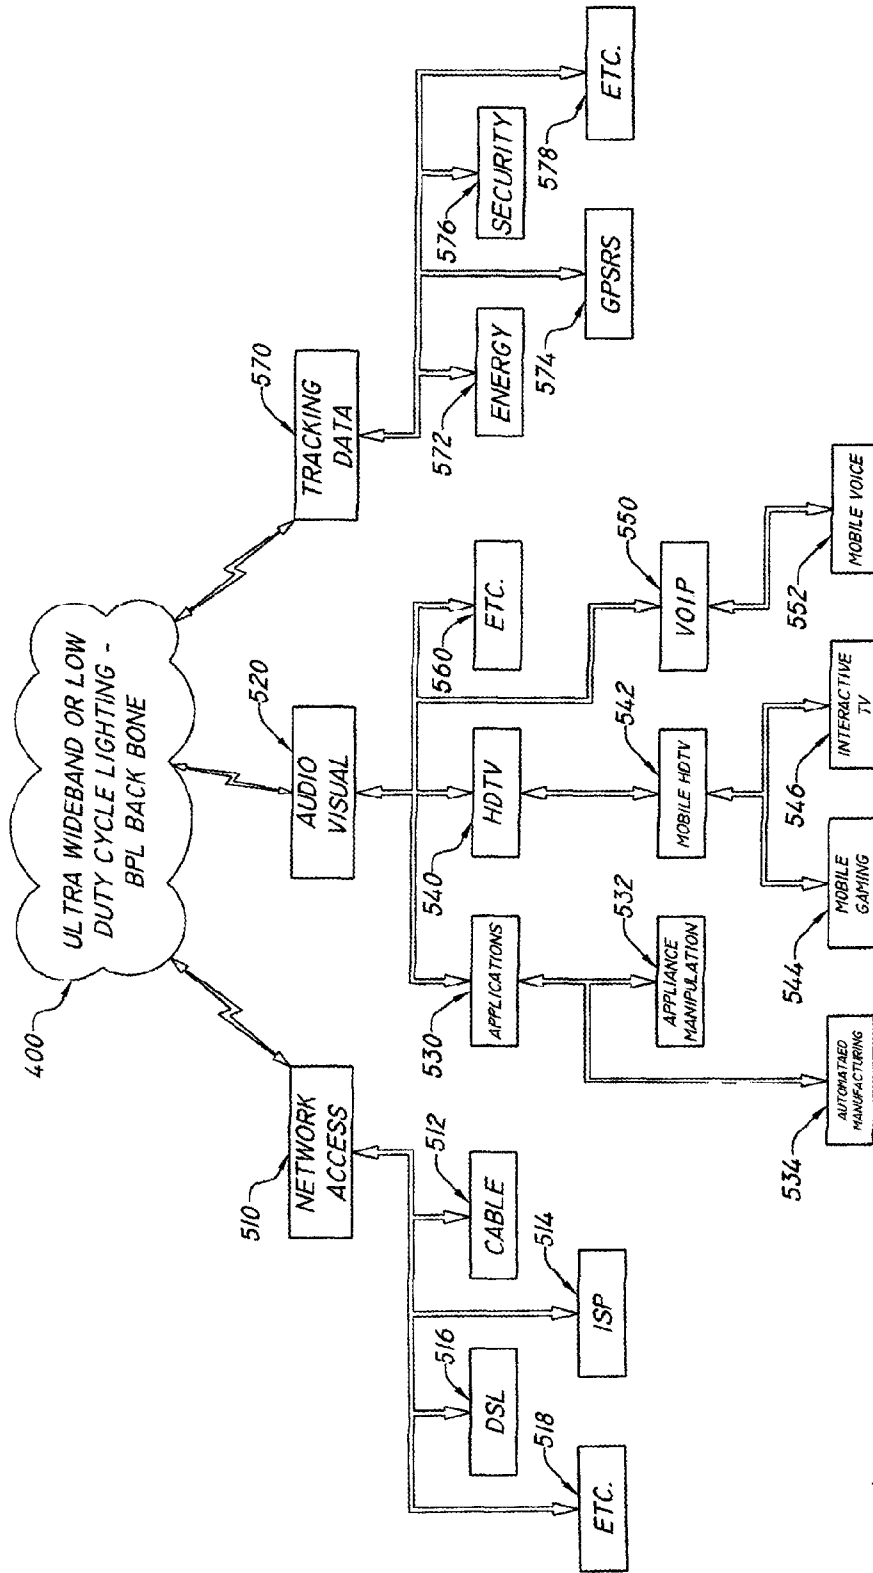 ULTRA WIDEBAND OR LOW
DUTY CYCLE LIGHTING -
BPL BACK BONE
400
NETWORK
ACCESS
510
AUDIO
VISUAL
520
TRACKING
DATA
570
CABLE
512
ISP
514
DSL
516
ETC.
518
APPLICATIONS
530
APPLIANCE
MANIPULATION
532
AUTOMATAED
MANUFACTURING
534
HDTV
540
MOBILE HDTV
542
MOBILE
GAMING
544
INTERACTIVE
TV
546
VOI.P
550
MOBILE VOICE
552
ETC.
560
ENERGY
572
GPSRS
574
SECURITY
576
ETC.
578